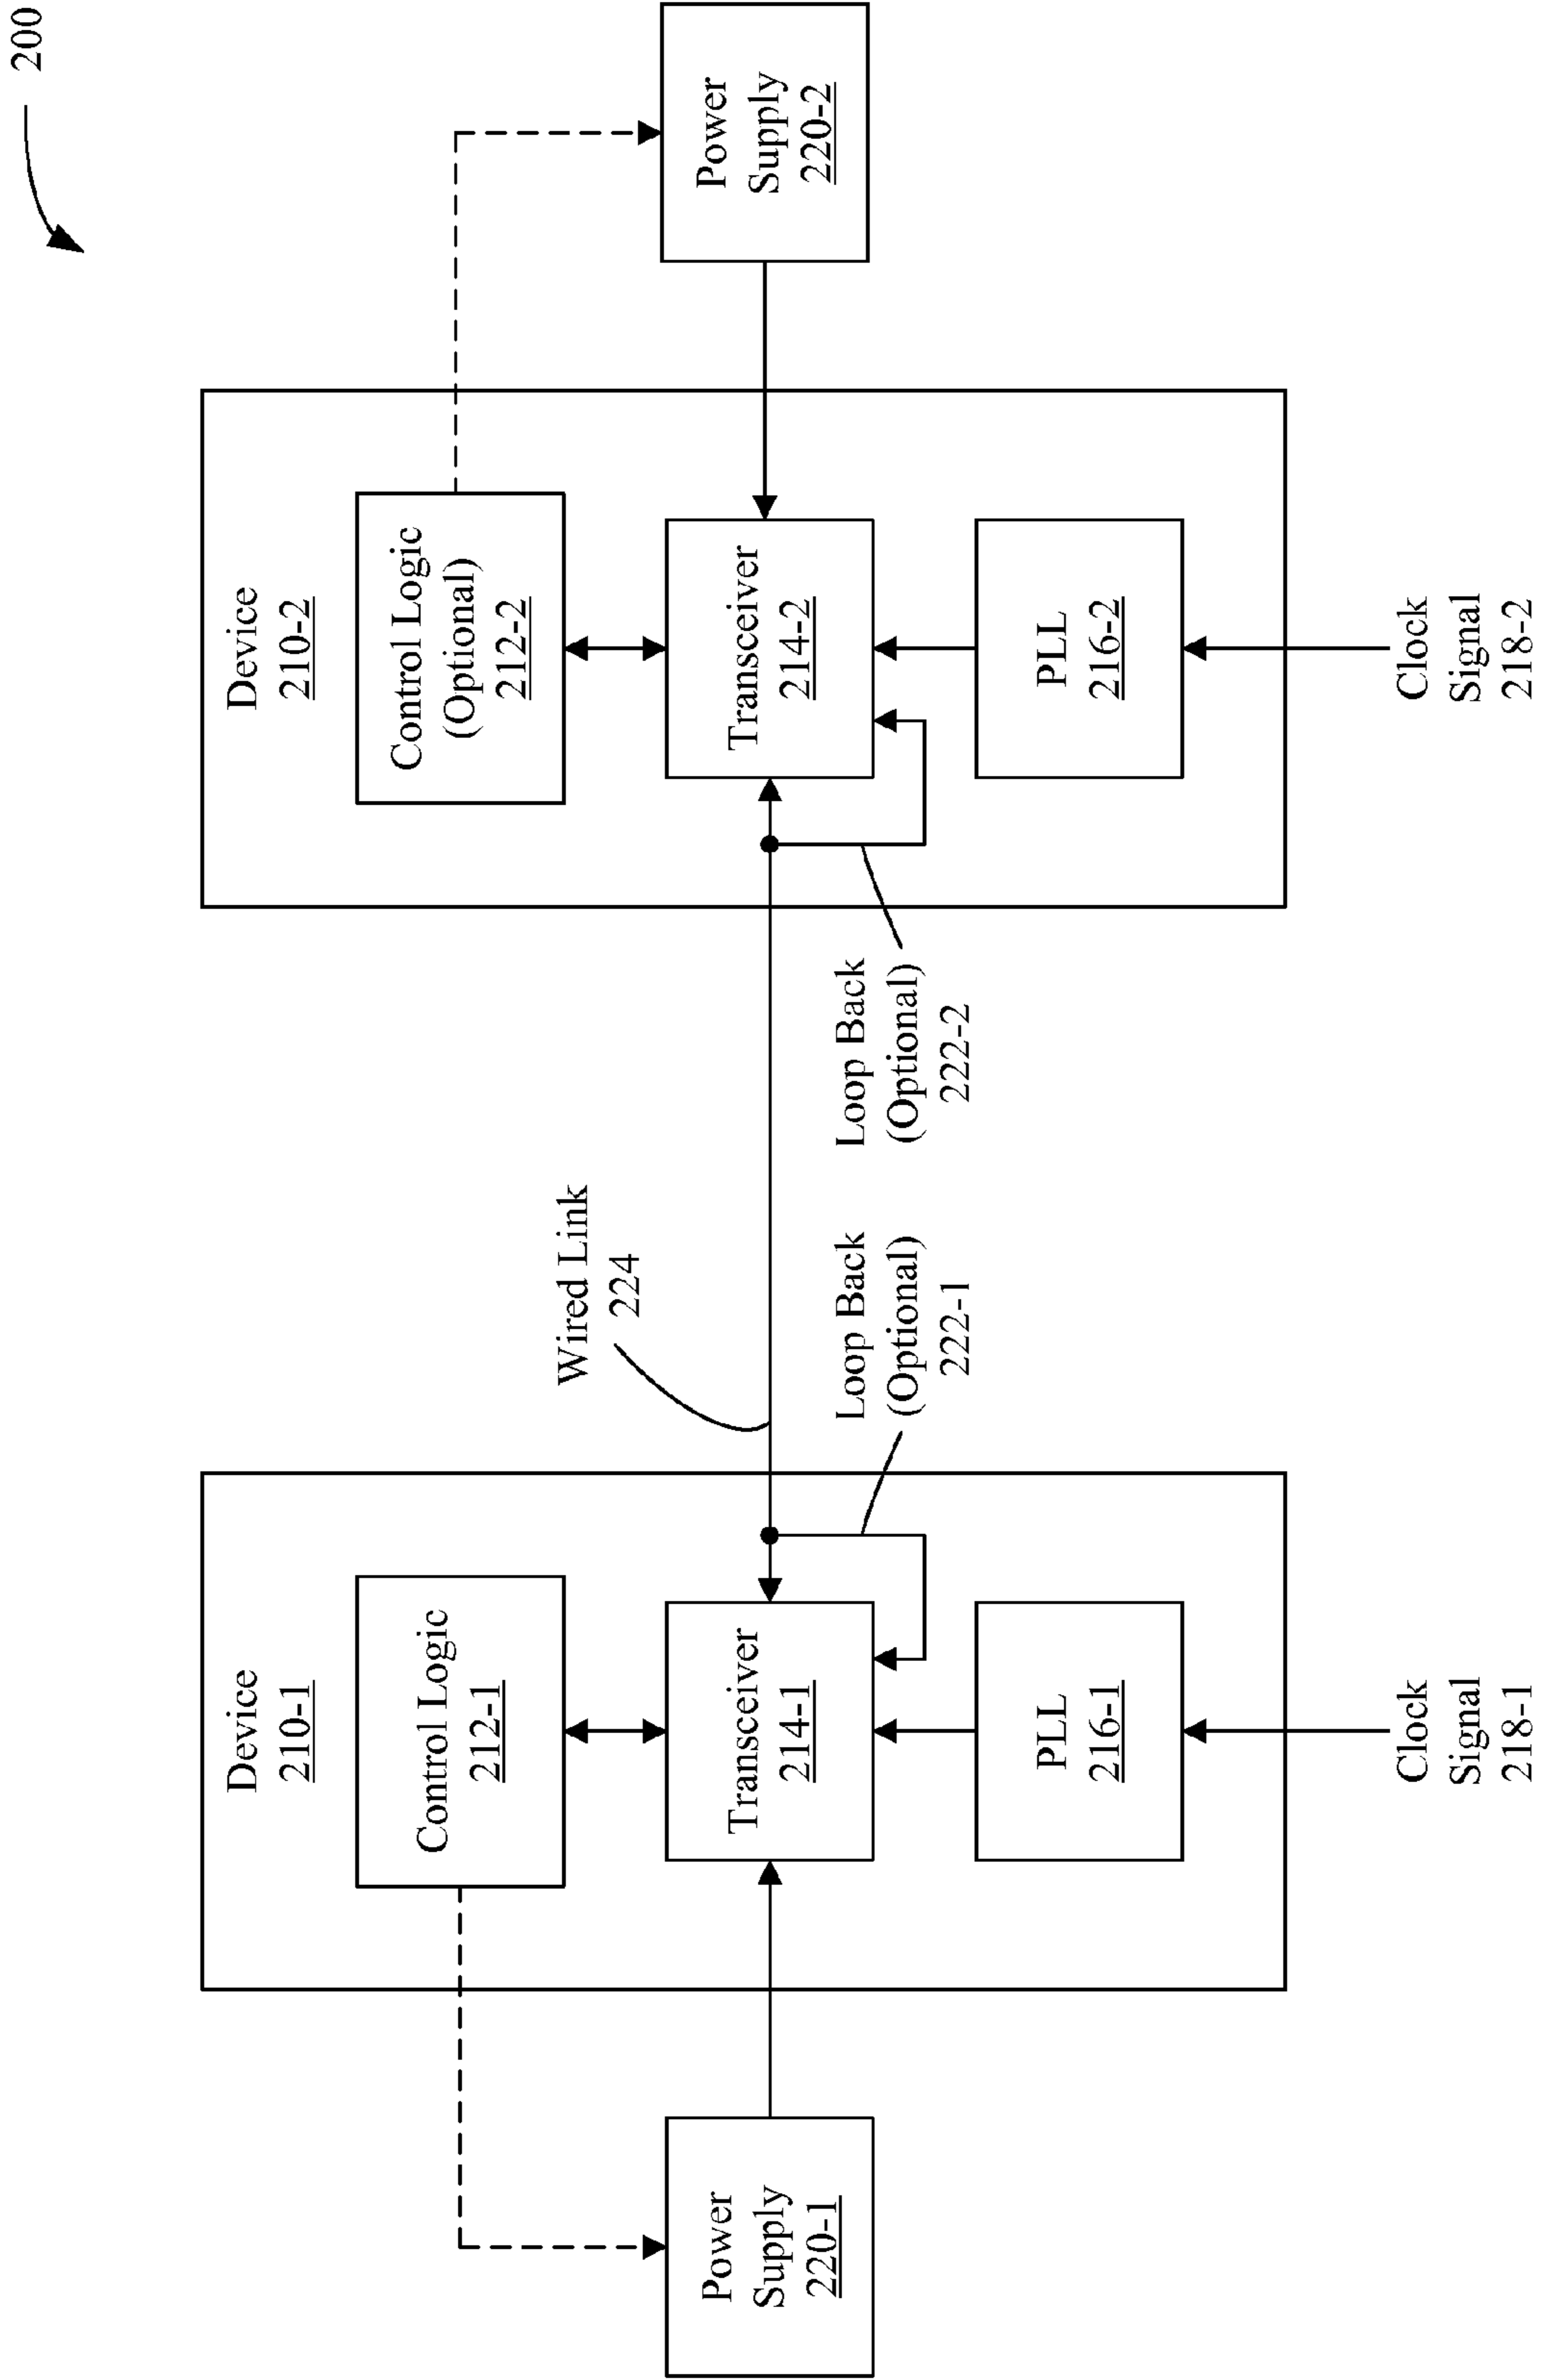 200
Device
210-1
Control Logic
212-1
Power
Supply
220-1
Transceiver
214-1
PLL
216-1
Clock
Signal
218-1
Wired Link
224
Loop Back
(Optional)
222-1
Loop Back
(Optional)
222-2
Device
210-2
Control Logic
(Optional)
212-2
Transceiver
214-2
PLL
216-2
Clock
Signal
218-2
Power
Supply
220-2